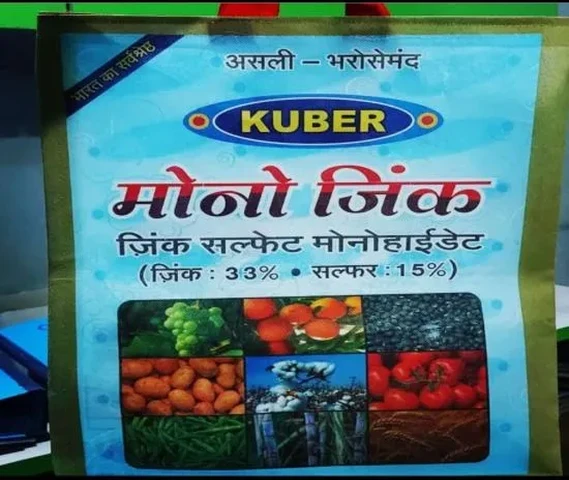 भारत का सर्वश्रेष्ठ
असली – भरोसेमंद
KUBER
मोनो जिंक
ज़िंक सल्फेट मोनोहाईडेट
(ज़िंक : 33% • सल्फर : 15%)